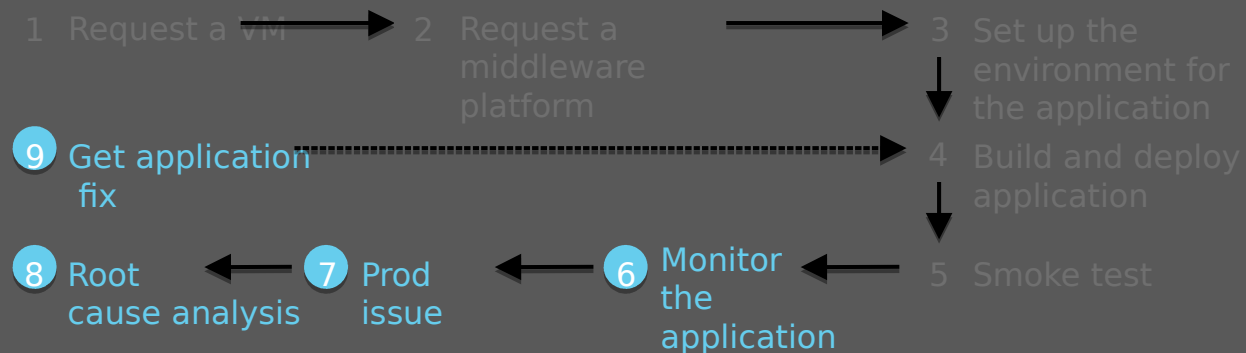 1 Request a VM
2 Request a
middleware
platform
3 Set up the
environment for
the application
9 Get application
fix
4 Build and deploy
application
8 Root
cause analysis
7 Prod
issue
6 Monitor
the
application
5 Smoke test